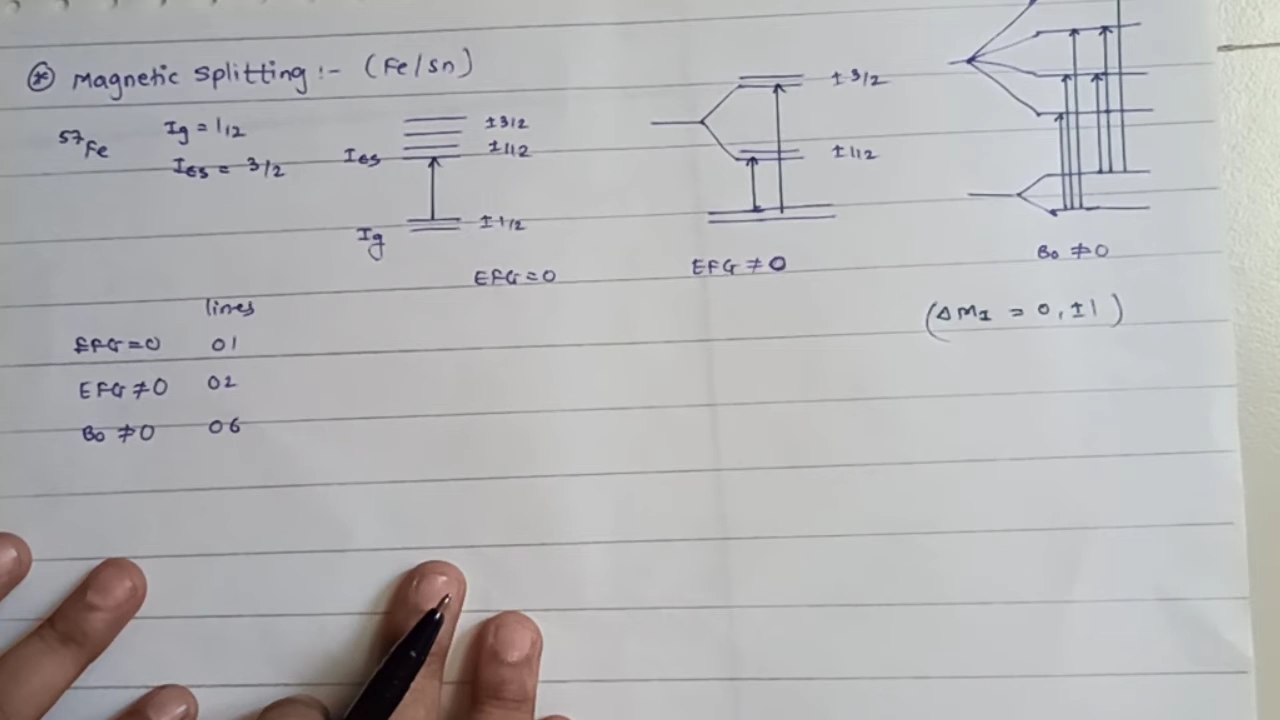 * Magnetic Splitting :- (Fe/Sn)
57Fe Ig = 1/2
IES = 3/2
IES ±3/2
±1/2
Ig ±1/2
EFG = 0
±3/2
±1/2
EFG ≠ 0
B0 ≠ 0
(ΔMI = 0, ±1)
lines
EFG = 0 01
EFG ≠ 0 02
B0 ≠ 0 06